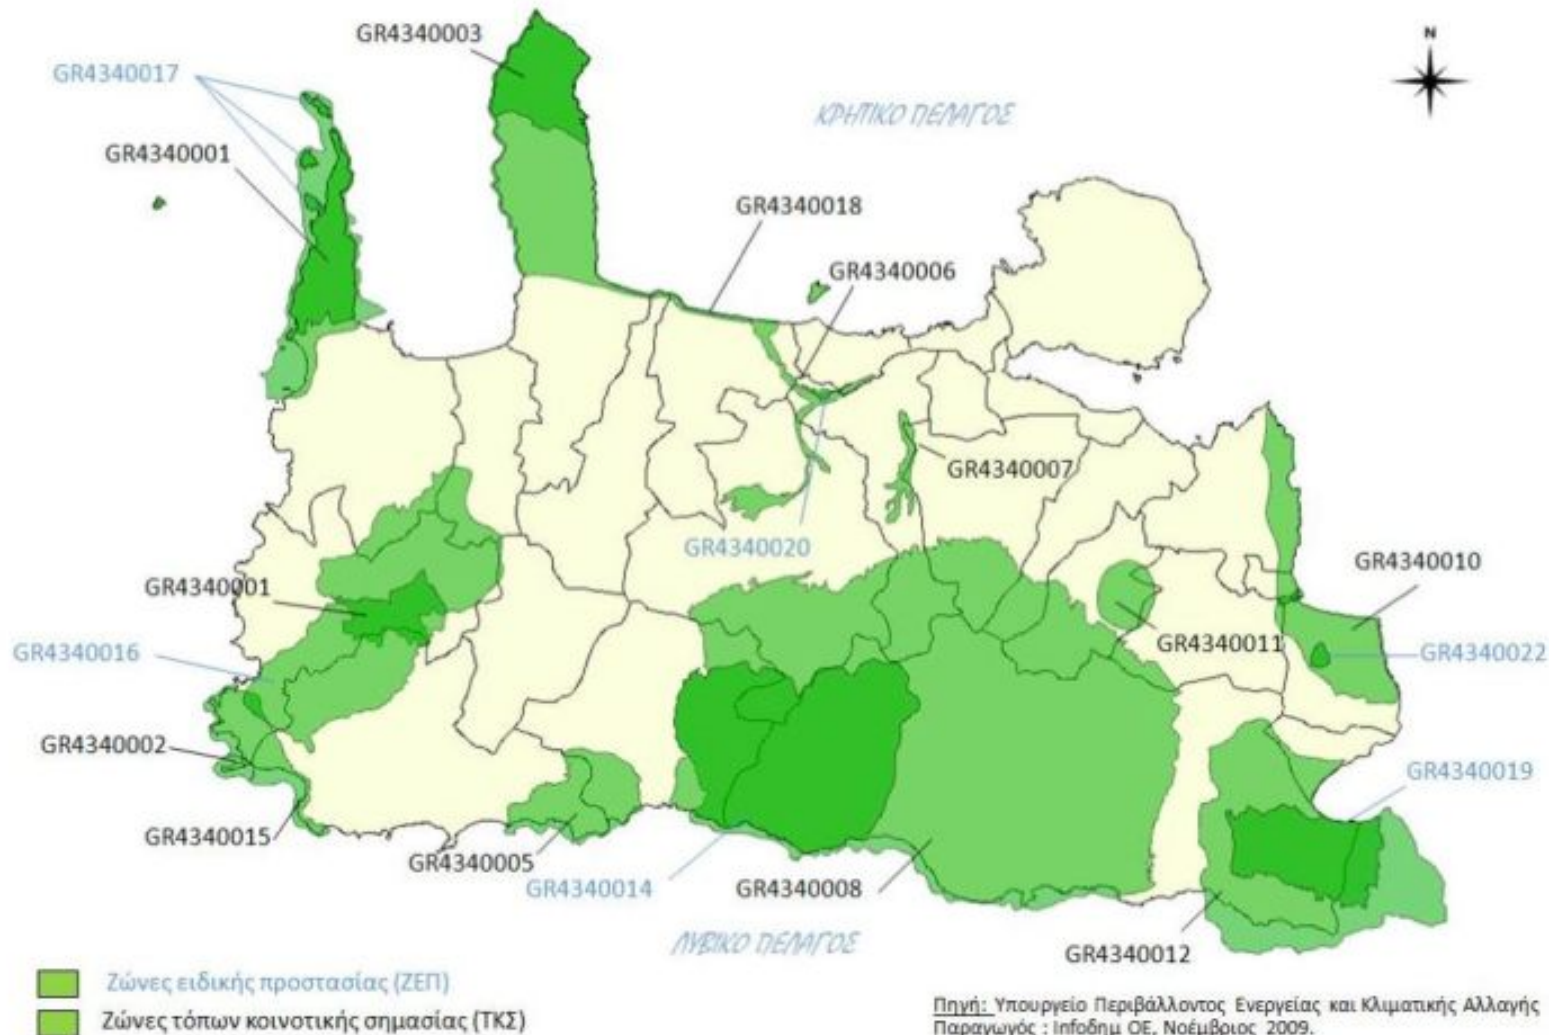 N
GR4340003
GR4340017
ΚΡΗΤΙΚΟ ΠΕΛΑΓΟΣ
GR4340001
GR4340018
GR4340006
GR4340007
GR4340020
GR4340010
GR4340001
GR4340011
GR4340016
GR4340022
GR4340002
GR4340019
GR4340015
GR4340005
GR4340014
GR4340008
ΛΥΒΙΚΟ ΠΕΛΑΓΟΣ
GR4340012
Ζώνες ειδικής προστασίας (ΖΕΠ)
Ζώνες τόπων κοινοτικής σημασίας (ΤΚΣ)
Πηγή: Υπουργείο Περιβάλλοντος Ενεργείας και Κλιματικής Αλλαγής
Παραγωγός : Infodim ΟΕ, Νοέμβριος 2009.